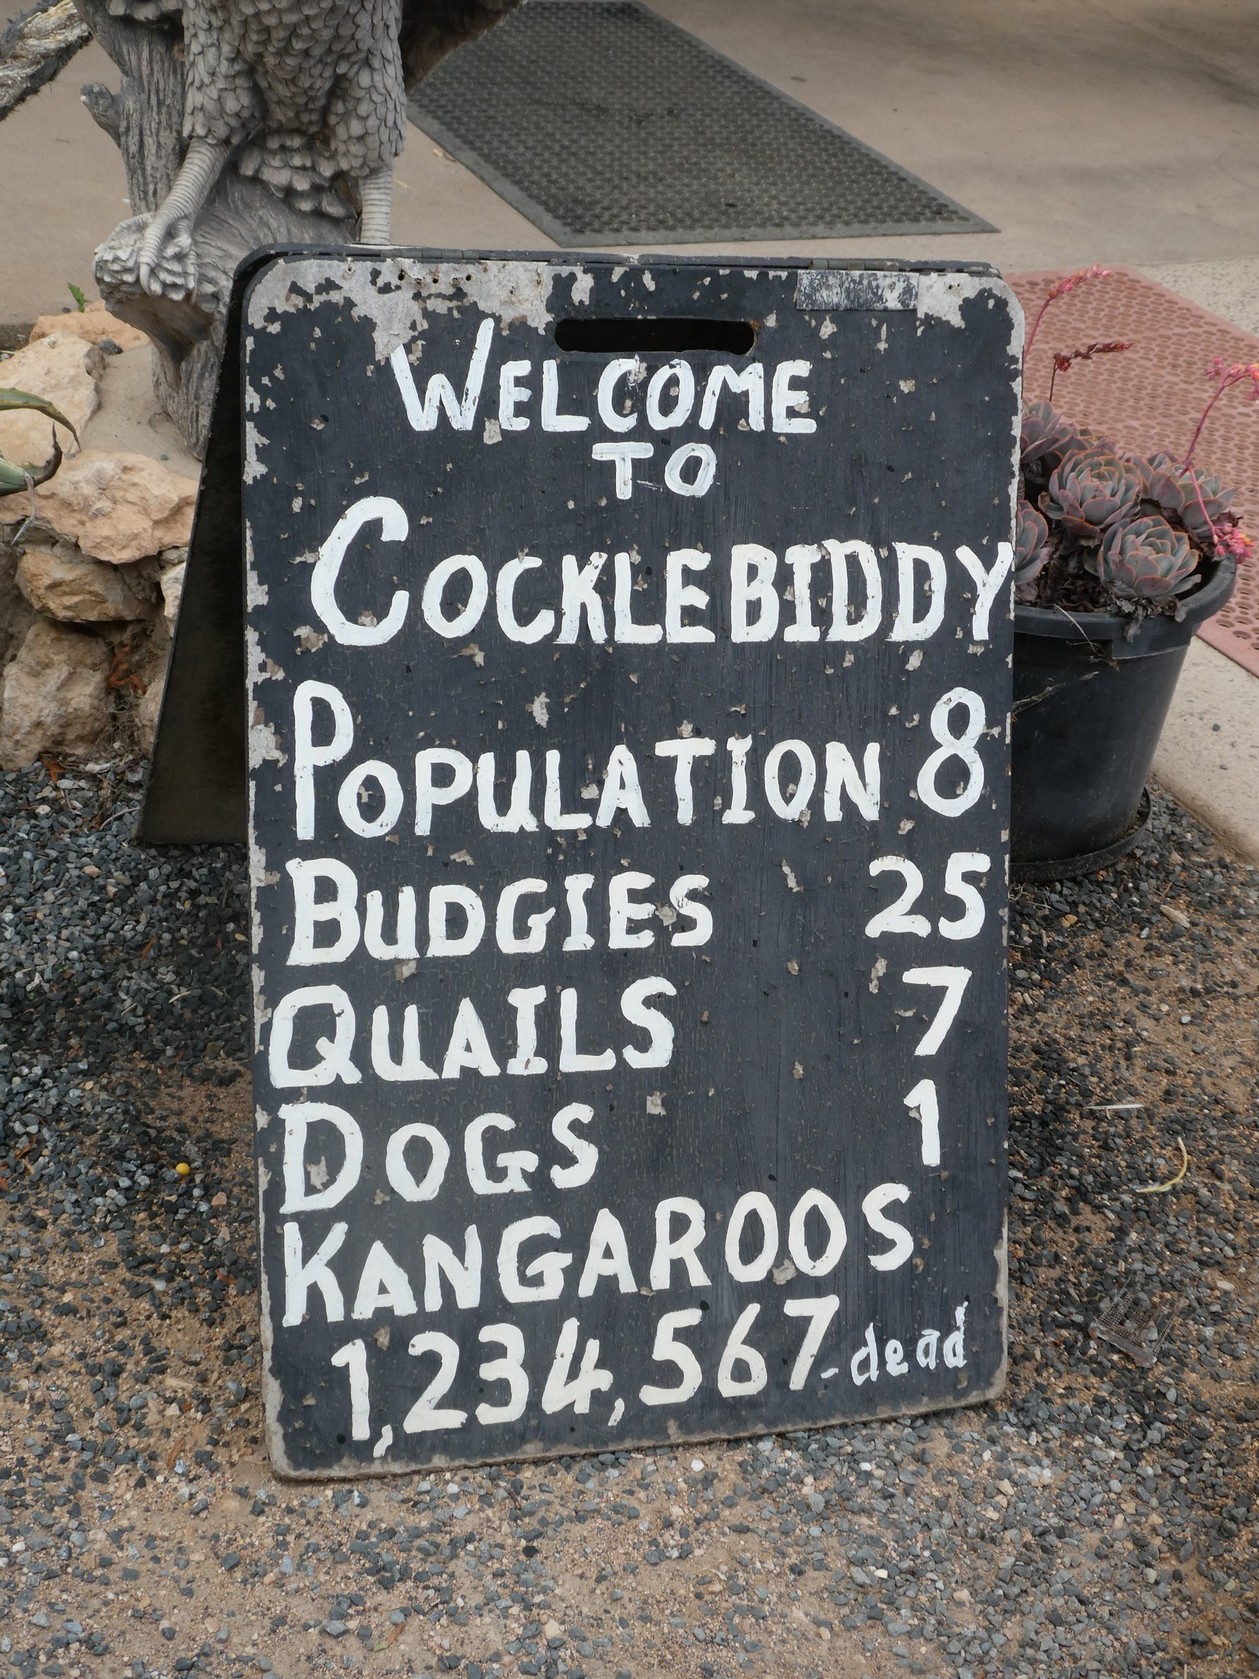 WELCOME
TO
COCKLEBIDDY
POPULATION 8
BUDGIES 25
QUAILS 7
DOGS 1
KANGAROOS
1,234,567-dead